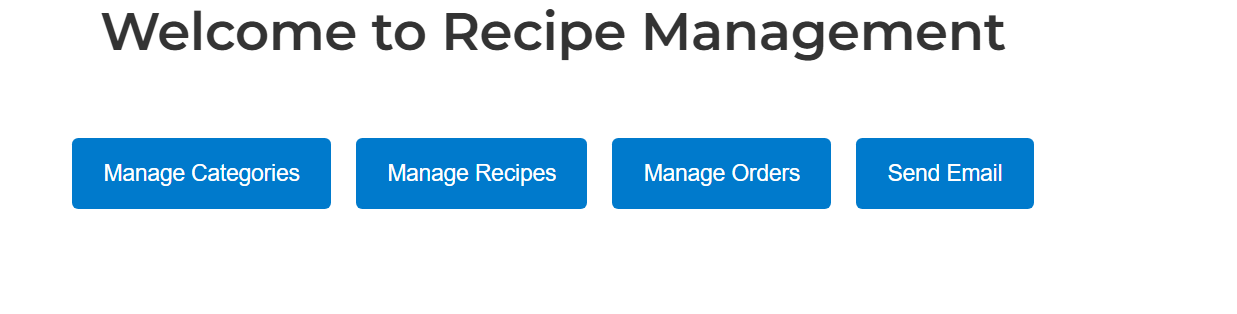 Welcome to Recipe Management
Manage Categories
Manage Recipes
Manage Orders
Send Email